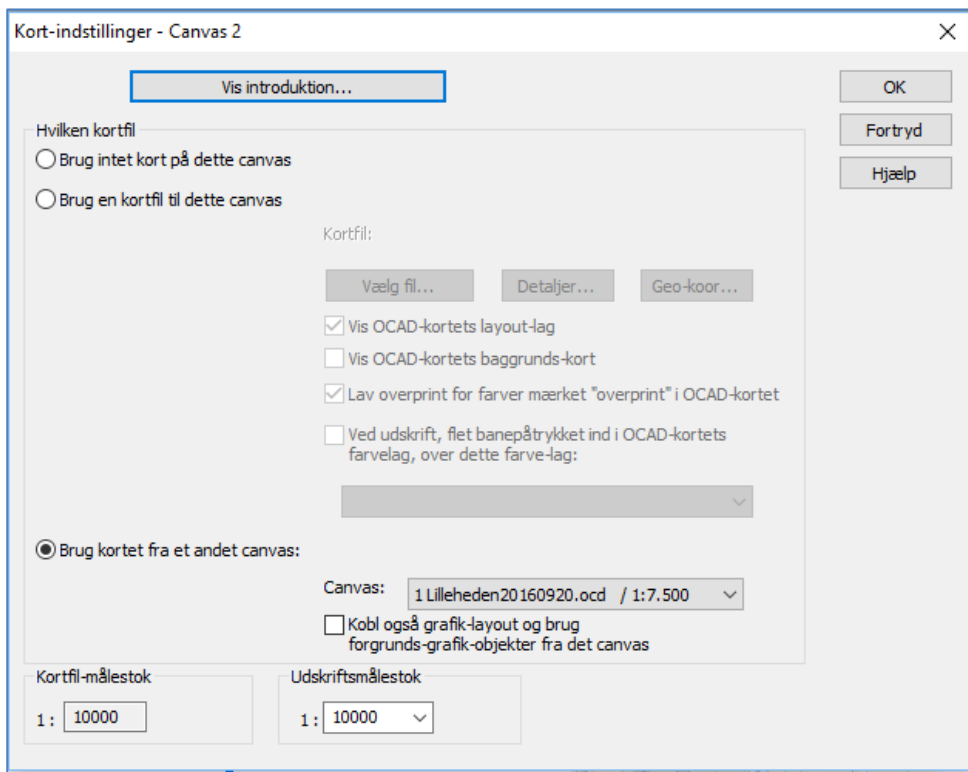 Kort-indstillinger - Canvas 2
Vis introduktion...
OK
Fortryd
Hjælp
Hvilken kortfil
Brug intet kort på dette canvas
Brug en kortfil til dette canvas
Kortfil:
Vælg fil...
Detaljer...
Geo-koor...
Vis OCAD-kortets layout-lag
Vis OCAD-kortets baggrunds-kort
Lav overprint for farver mærket "overprint" i OCAD-kortet
Ved udskrift, flet banepåtrykket ind i OCAD-kortets
farvelag, over dette farve-lag:
Brug kortet fra et andet canvas:
Canvas:
1 Lilleheden20160920.ocd / 1:7.500
Kobl også grafik-layout og brug
forgrunds-grafik-objekter fra det canvas
Kortfil-målestok
1 : 10000
Udskriftsmålestok
1 : 10000